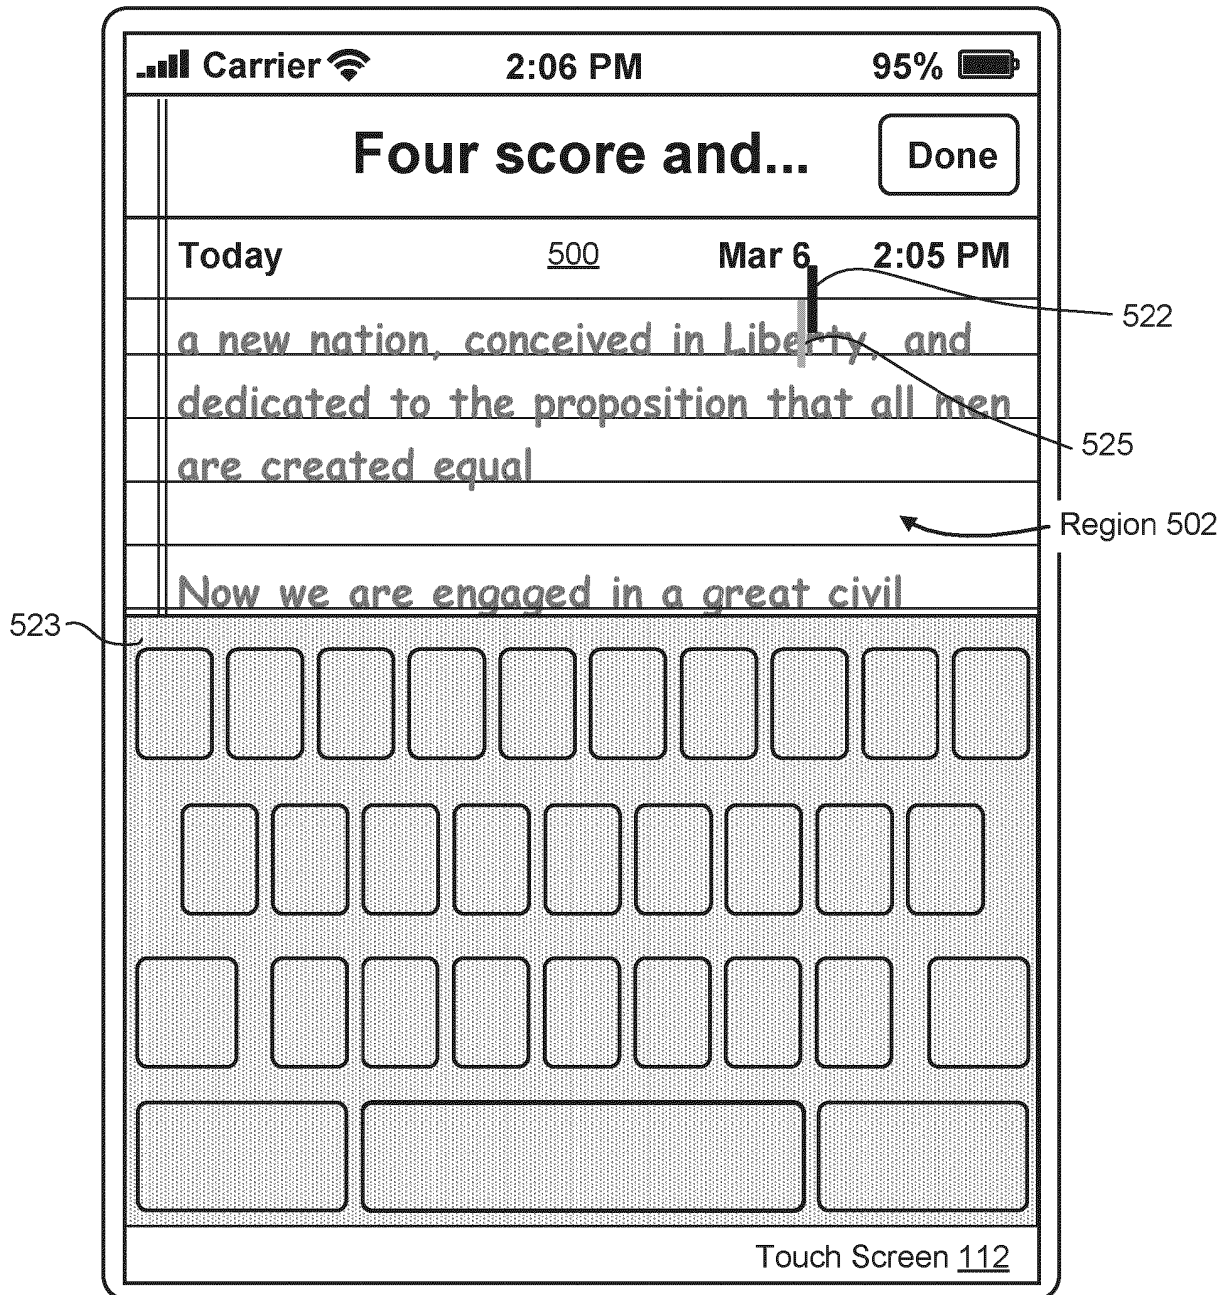 Carrier 2:06 PM 95%
Four score and... Done
Today 500 Mar 6 2:05 PM
522
a new nation, conceived in Liberty, and
dedicated to the proposition that all men
525
are created equal
Region 502
Now we are engaged in a great civil
523
Touch Screen 112